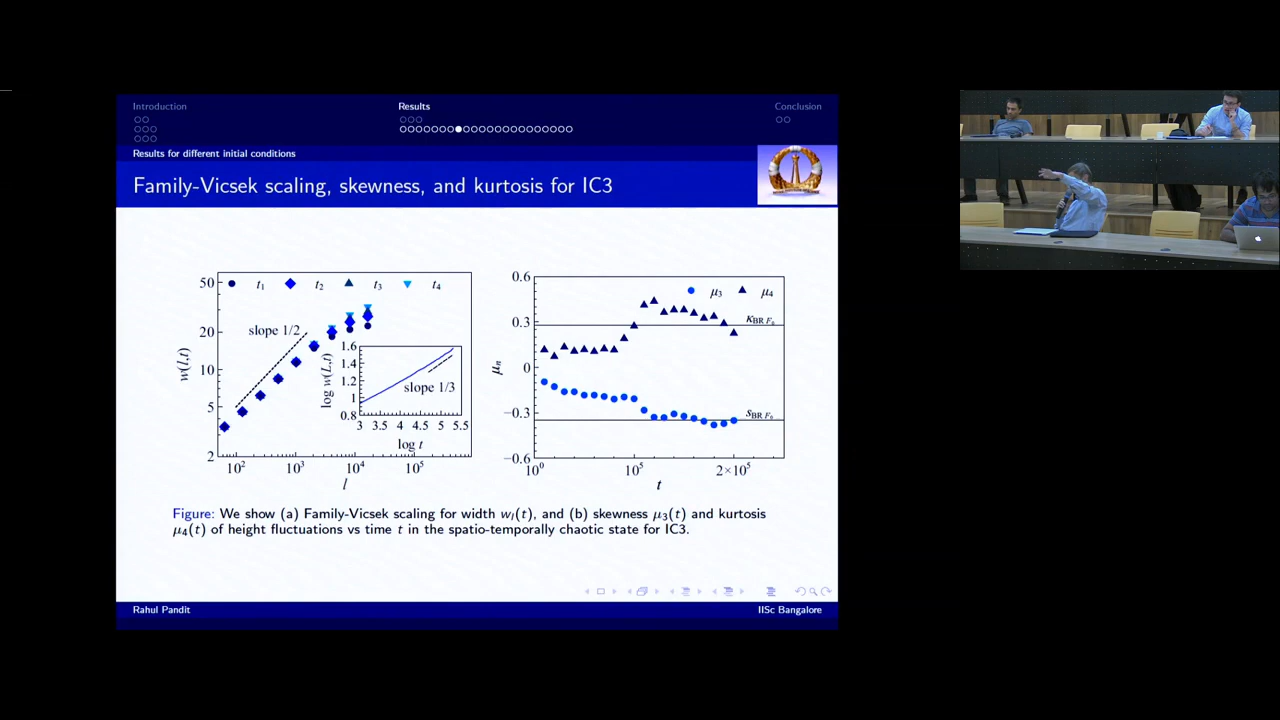 Introduction
Results
Conclusion
Results for different initial conditions
Family-Vicsek scaling, skewness, and kurtosis for IC3
50
20
10
5
2
w(l,t)
t₁ t₂ t₃ t₄
slope 1/2
10² 10³ 10⁴ 10⁵
l
1.6
1.4
1.2
1
0.8
log w(L,t)
slope 1/3
3 3.5 4 4.5 5 5.5
log t
0.6
0.3
0
−0.3
−0.6
μₙ
μ₃ μ₄
κBR F₀
sBR F₀
10⁰ 10⁵ 2×10⁵
t
Figure: We show (a) Family-Vicsek scaling for width wₗ(t), and (b) skewness μ₃(t) and kurtosis
μ₄(t) of height fluctuations vs time t in the spatio-temporally chaotic state for IC3.
Rahul Pandit
IISc Bangalore